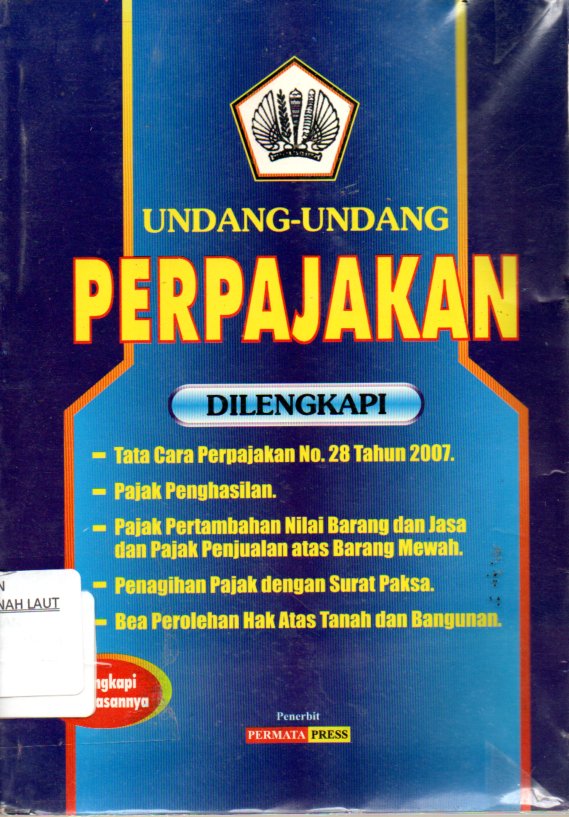 UNDANG-UNDANG
PERPAJAKAN
DILENGKAPI
– Tata Cara Perpajakan No. 28 Tahun 2007.
– Pajak Penghasilan.
– Pajak Pertambahan Nilai Barang dan Jasa
dan Pajak Penjualan atas Barang Mewah.
– Penagihan Pajak dengan Surat Paksa.
– Bea Perolehan Hak Atas Tanah dan Bangunan.
N
NAH LAUT
ngkapi
asannya
Penerbit
PERMATA PRESS